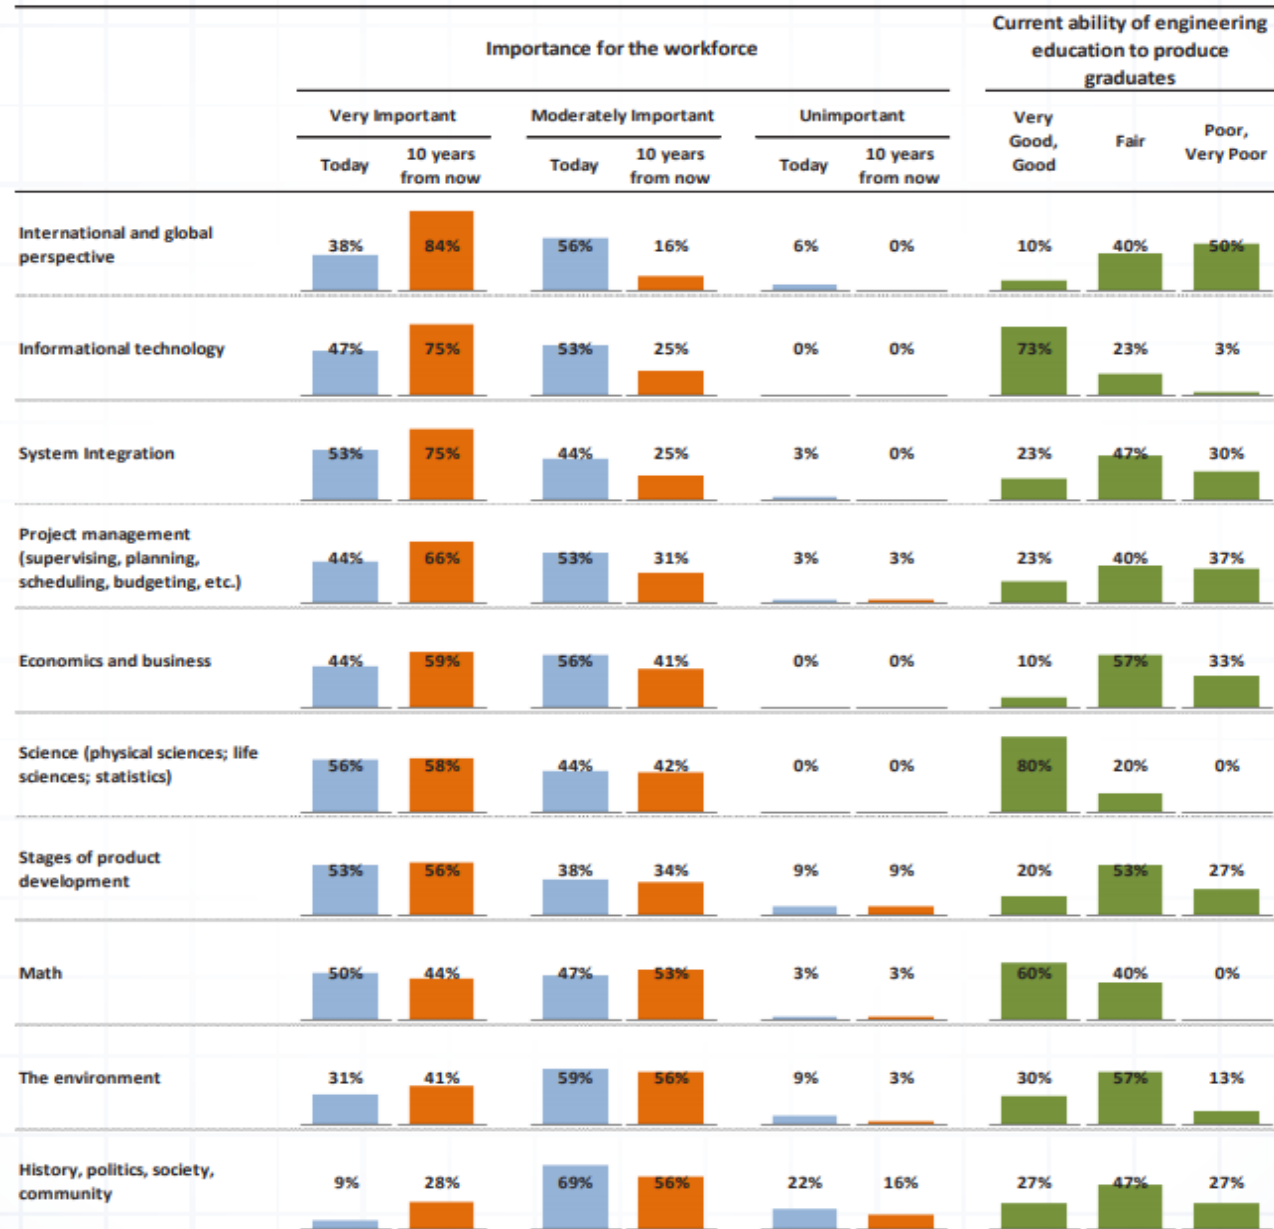 Current ability of engineering
Importance for the workforce education to produce
graduates
Very Important Moderately Important Unimportant Very
Good, Fair Poor,
Today 10 years Today 10 years Today 10 years Good Very Poor
from now from now from now
International and global
perspective 38% 84% 56% 16% 6% 0% 10% 40% 50%
Informational technology 47% 75% 53% 25% 0% 0% 73% 23% 3%
System Integration 53% 75% 44% 25% 3% 0% 23% 47% 30%
Project management
(supervising, planning, 44% 66% 53% 31% 3% 3% 23% 40% 37%
scheduling, budgeting, etc.)
Economics and business 44% 59% 56% 41% 0% 0% 10% 57% 33%
Science (physical sciences; life
sciences; statistics) 56% 58% 44% 42% 0% 0% 80% 20% 0%
Stages of product
development 53% 56% 38% 34% 9% 9% 20% 53% 27%
Math 50% 44% 47% 53% 3% 3% 60% 40% 0%
The environment 31% 41% 59% 56% 9% 3% 30% 57% 13%
History, politics, society,
community 9% 28% 69% 56% 22% 16% 27% 47% 27%